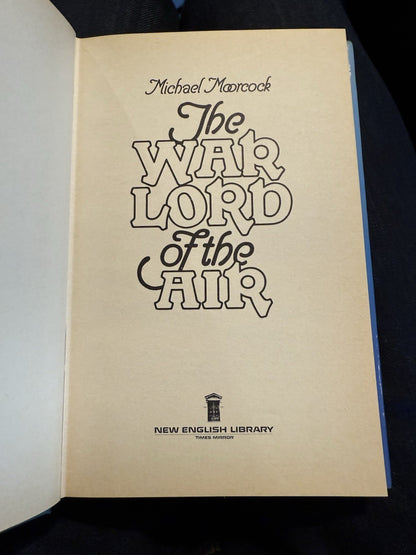 Michael Moorcock
The
WAR
LORD
of the
AIR
NEW ENGLISH LIBRARY
TIMES MIRROR